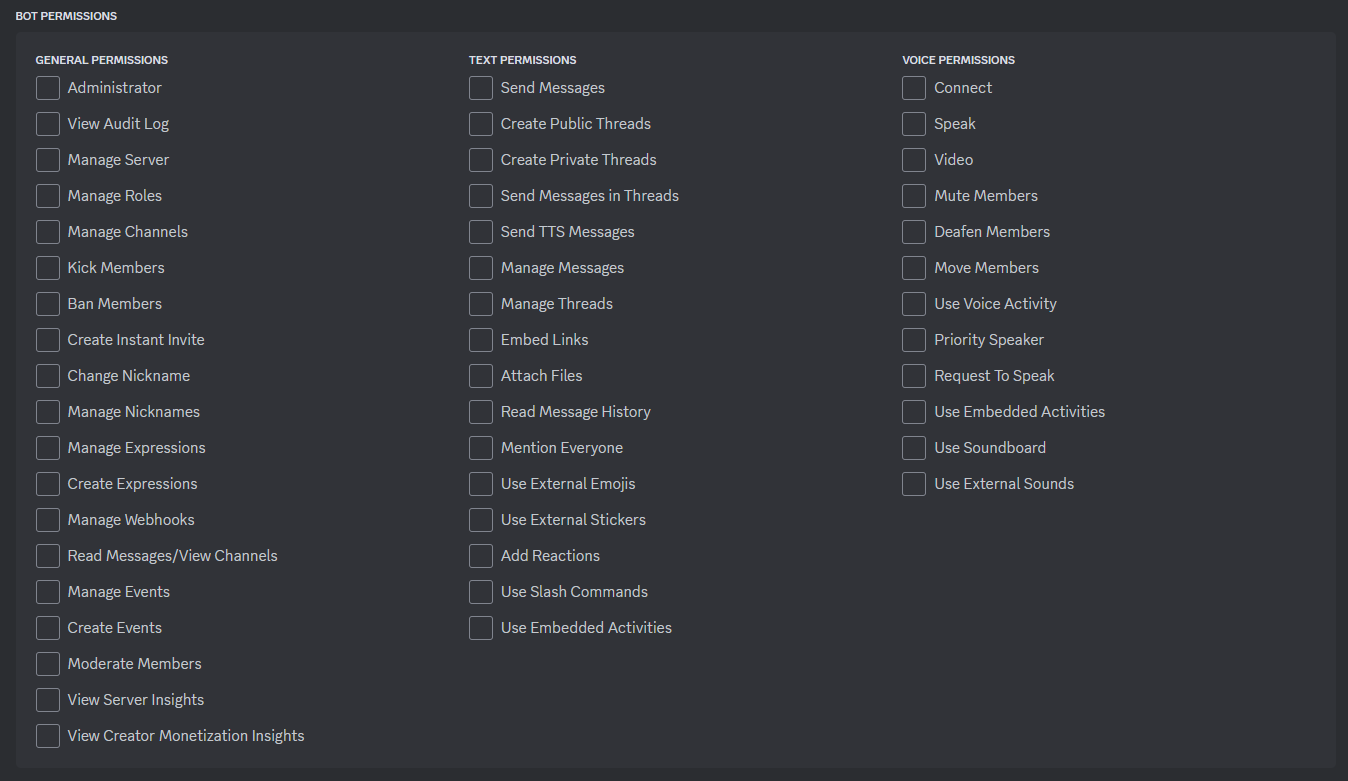 BOT PERMISSIONS
GENERAL PERMISSIONS
Administrator
View Audit Log
Manage Server
Manage Roles
Manage Channels
Kick Members
Ban Members
Create Instant Invite
Change Nickname
Manage Nicknames
Manage Expressions
Create Expressions
Manage Webhooks
Read Messages/View Channels
Manage Events
Create Events
Moderate Members
View Server Insights
View Creator Monetization Insights
TEXT PERMISSIONS
Send Messages
Create Public Threads
Create Private Threads
Send Messages in Threads
Send TTS Messages
Manage Messages
Manage Threads
Embed Links
Attach Files
Read Message History
Mention Everyone
Use External Emojis
Use External Stickers
Add Reactions
Use Slash Commands
Use Embedded Activities
VOICE PERMISSIONS
Connect
Speak
Video
Mute Members
Deafen Members
Move Members
Use Voice Activity
Priority Speaker
Request To Speak
Use Embedded Activities
Use Soundboard
Use External Sounds